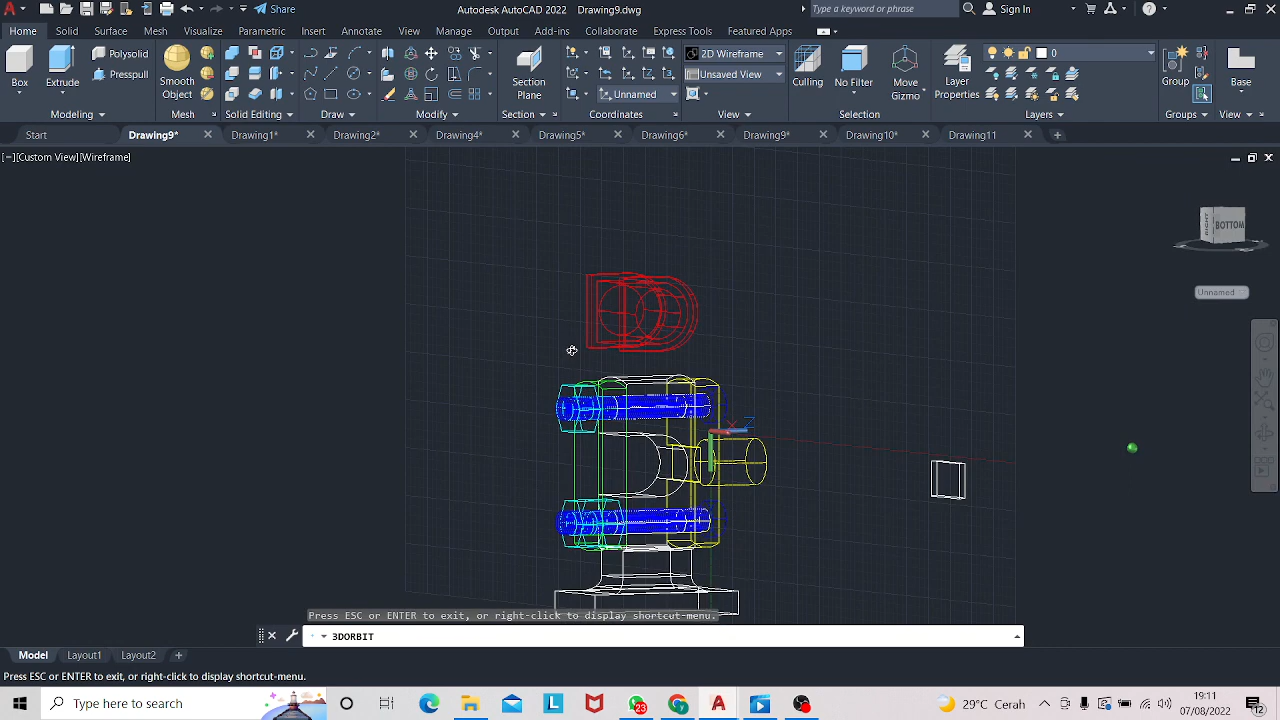 Share
Autodesk AutoCAD 2022 Drawing9.dwg
Type a keyword or phrase
Sign In
Home Solid Surface Mesh Visualize Parametric Insert Annotate View Manage Output Add-ins Collaborate Express Tools Featured Apps
Box
Extrude
Polysolid
Presspull
Smooth
Object
Section
Plane
Unnamed
2D Wireframe
Unsaved View
Culling
No Filter
Move
Gizmo
Layer
Properties
0
Group
Base
Modeling Mesh Solid Editing Draw Modify Section Coordinates View Selection Layers Groups View
Start Drawing9* Drawing1* Drawing2* Drawing4* Drawing5* Drawing6* Drawing9* Drawing10* Drawing11
[−][Custom View][Wireframe]
RIGHT
BOTTOM
Unnamed
X
Z
Press ESC or ENTER to exit, or right-click to display shortcut-menu.
3DORBIT
Model Layout1 Layout2
Press ESC or ENTER to exit, or right-click to display shortcut-menu.
Type here to search
L
23
A
29°C Cerah
19:11
07/08/2022
12